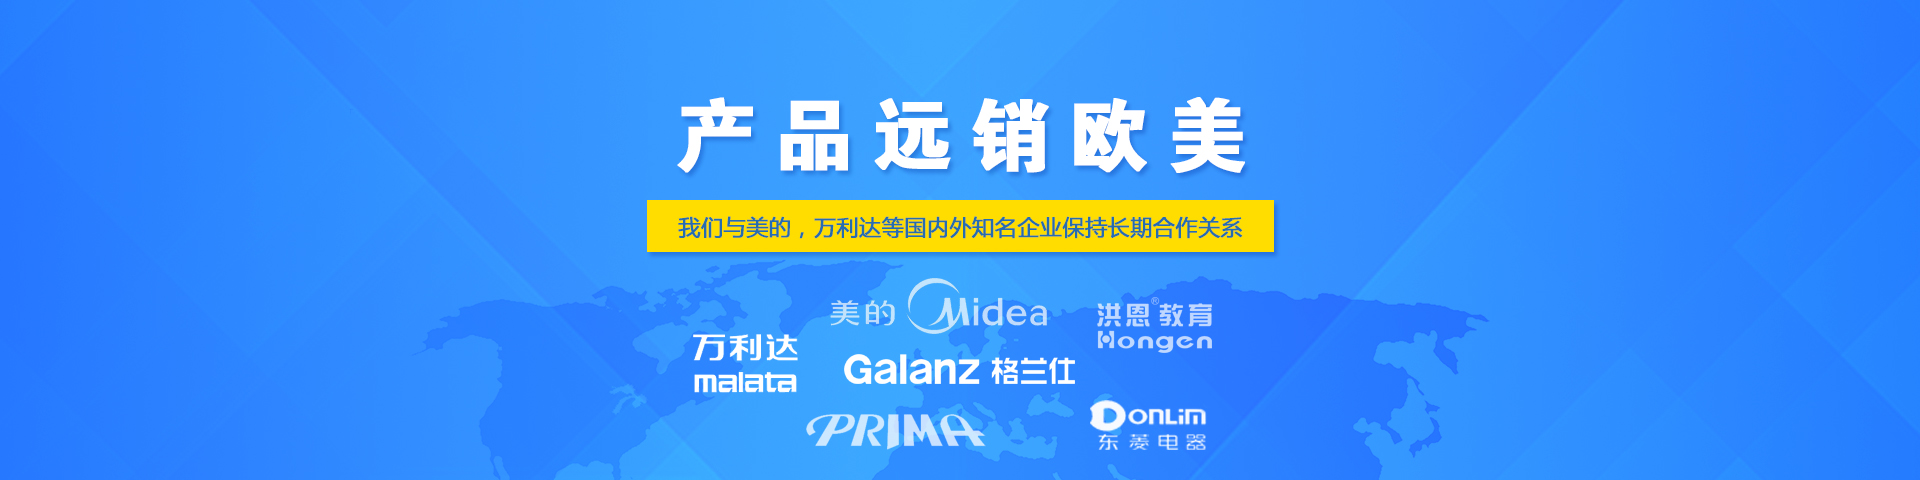 产品远销欧美
我们与美的，万利达等国内外知名企业保持长期合作关系
美的 Midea
洪恩®教育
Hongen
万利达
malata
Galanz 格兰仕
PRIMA
DONLIM
东菱电器